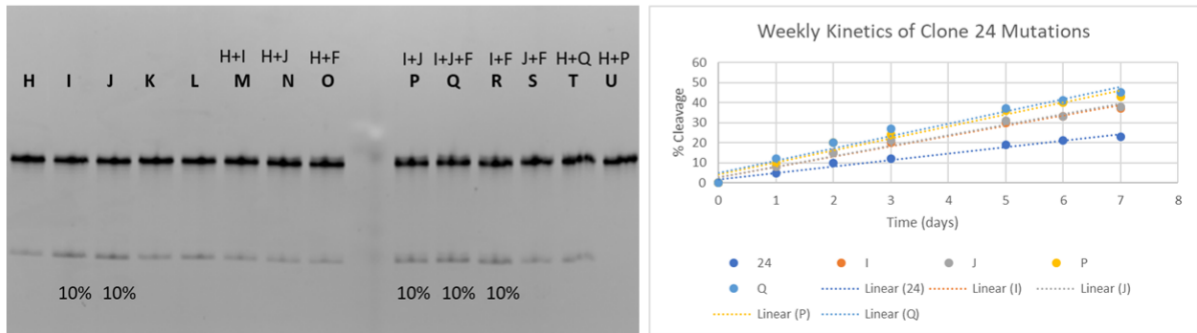 H+I H+J H+F I+J I+J+F I+F J+F H+Q H+P
H I J K L M N O P Q R S T U
10% 10% 10% 10% 10%
Weekly Kinetics of Clone 24 Mutations
60
50
40
30
20
10
0
% Cleavage
0 1 2 3 4 5 6 7 8
Time (days)
24 I J P
Q Linear (24) Linear (I) Linear (J)
Linear (P) Linear (Q)